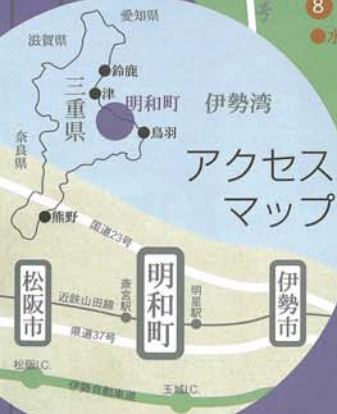 愛知県
滋賀県
鈴鹿
津
三重県
明和町
伊勢湾
鳥羽
奈良県
アクセス
マップ
熊野
国道23号
松阪市
近鉄山田線
斎宮駅
明和町
明星駅
伊勢市
県道37号
松阪I.C.
伊勢自動車道
玉城I.C.
号
8